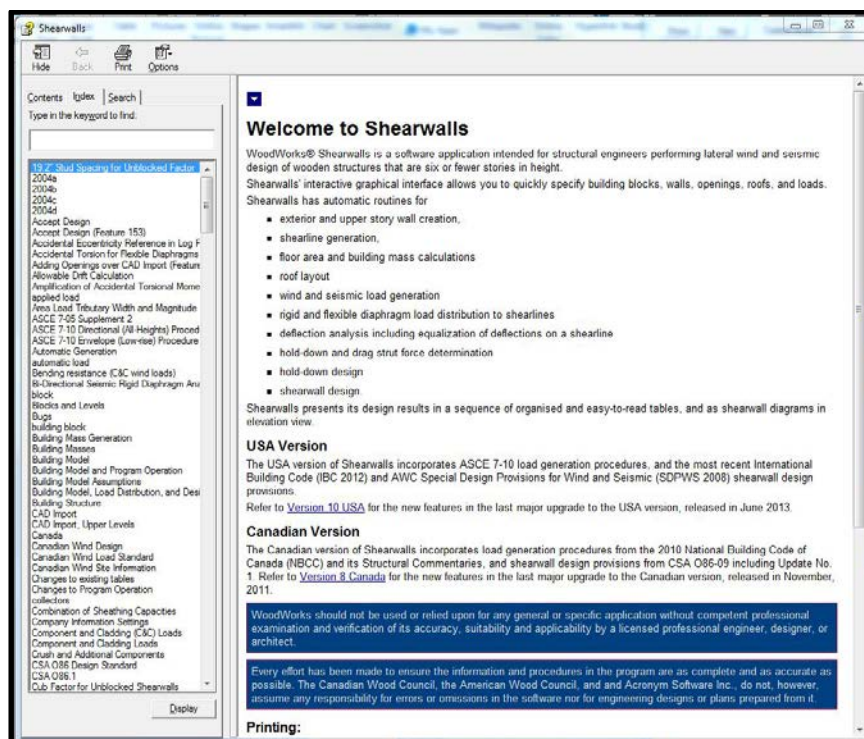 Shearwalls
Hide Back Print Options
Contents Index Search
Type in the keyword to find:
19.2" Stud Spacing for Unblocked Factor
2004a
2004b
2004c
2004d
Accept Design
Accept Design (Feature 153)
Accidental Eccentricity Reference in Log F
Accidental Torsion for Flexible Diaphragms
Adding Openings over CAD Import (Feature
Allowable Drift Calculation
Amplification of Accidental Torsional Mome
applied load
Area Load Tributary Width and Magnitude
ASCE 7-05 Supplement 2
ASCE 7-10 Directional (All-Heights) Proced
ASCE 7-10 Envelope (Low-rise) Procedure
Automatic Generation
automatic load
Bending resistance (C&C wind loads)
Bi-Directional Seismic Rigid Diaphragm Ana
block
Blocks and Levels
Bugs
building block
Building Mass Generation
Building Masses
Building Model
Building Model and Program Operation
Building Model Assumptions
Building Model, Load Distribution, and Desi
Building Structure
CAD Import
CAD Import, Upper Levels
Canada
Canadian Wind Design
Canadian Wind Load Standard
Canadian Wind Site Information
Changes to existing tables
Changes to Program Operation
collectors
Combination of Sheathing Capacities
Company Information Settings
Component and Cladding (C&C) Loads
Component and Cladding Loads
Crush and Additional Components
CSA O86 Design Standard
CSA O86.1
Cub Factor for Unblocked Shearwalls
Display
Welcome to Shearwalls
WoodWorks® Shearwalls is a software application intended for structural engineers performing lateral wind and seismic
design of wooden structures that are six or fewer stories in height.
Shearwalls' interactive graphical interface allows you to quickly specify building blocks, walls, openings, roofs, and loads.
Shearwalls has automatic routines for
▪ exterior and upper story wall creation,
▪ shearline generation,
▪ floor area and building mass calculations
▪ roof layout
▪ wind and seismic load generation
▪ rigid and flexible diaphragm load distribution to shearlines
▪ deflection analysis including equalization of deflections on a shearline
▪ hold-down and drag strut force determination
▪ hold-down design
▪ shearwall design.
Shearwalls presents its design results in a sequence of organised and easy-to-read tables, and as shearwall diagrams in
elevation view.
USA Version
The USA version of Shearwalls incorporates ASCE 7-10 load generation procedures, and the most recent International
Building Code (IBC 2012) and AWC Special Design Provisions for Wind and Seismic (SDPWS 2008) shearwall design
provisions.
Refer to Version 10 USA for the new features in the last major upgrade to the USA version, released in June 2013.
Canadian Version
The Canadian version of Shearwalls incorporates load generation procedures from the 2010 National Building Code of
Canada (NBCC) and its Structural Commentaries, and shearwall design provisions from CSA O86-09 including Update No.
1. Refer to Version 8 Canada for the new features in the last major upgrade to the Canadian version, released in November,
2011.
WoodWorks should not be used or relied upon for any general or specific application without competent professional
examination and verification of its accuracy, suitability and applicability by a licensed professional engineer, designer, or
architect.
Every effort has been made to ensure the information and procedures in the program are as complete and as accurate as
possible. The Canadian Wood Council, the American Wood Council, and and Acronym Software Inc., do not, however,
assume any responsibility for errors or omissions in the software nor for engineering designs or plans prepared from it.
Printing: